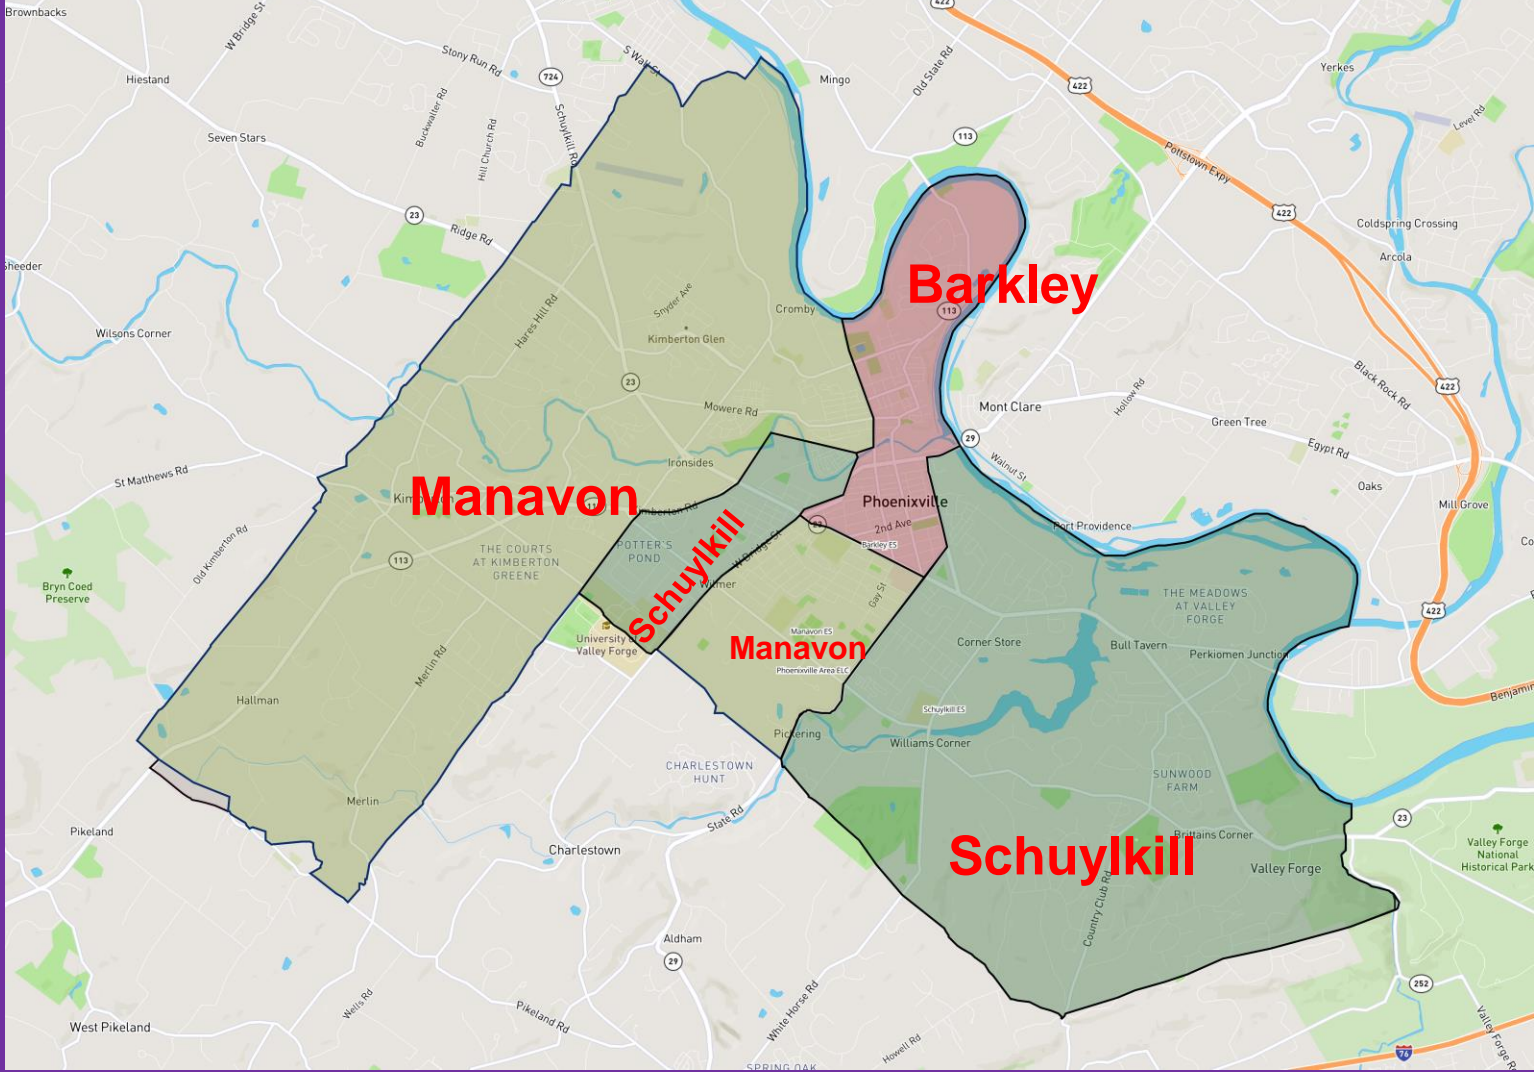 Brownbacks
W Bridge St
Hiestand
Stony Run Rd
S Wall St
724
Schuylkill Rd
Buckwalter Rd
Hill Church Rd
Seven Stars
23
Ridge Rd
Sheeder
Wilsons Corner
Hares Hill Rd
Snyder Ave
Kimberton Glen
Cromby
23
Mowere Rd
Ironsides
St Matthews Rd
Old Kimberton Rd
Manavon
113
THE COURTS
AT KIMBERTON
GREENE
Bryn Coed
Preserve
POTTER'S
POND
Schuylkill
W Bridge St
Wilmer
University of
Valley Forge
Merlin Rd
Hallman
Merlin
Pikeland
Charlestown
CHARLESTOWN
HUNT
State Rd
Aldham
29
Wells Rd
Pikeland Rd
West Pikeland
White Horse Rd
Howell Rd
SPRING OAK
422
Mingo
Old State Rd
113
422
Pottstown Expy
Yerkes
Level Rd
422
Coldspring Crossing
Arcola
Barkley
113
Mont Clare
Hollow Rd
Black Rock Rd
422
Green Tree
Egypt Rd
29
Walnut St
Oaks
Mill Grove
Phoenixville
23
2nd Ave
Barkley ES
Port Providence
Gay St
THE MEADOWS
AT VALLEY
FORGE
422
Manavon ES
Manavon
Phoenixville Area ELC
Corner Store
Bull Tavern
Perkiomen Junction
Benjamin
Schuylkill ES
Pickering
Williams Corner
SUNWOOD
FARM
23
Brittains Corner
Schuylkill
Valley Forge
Valley Forge
National
Historical Park
Country Club Rd
252
Valley Forge R
76